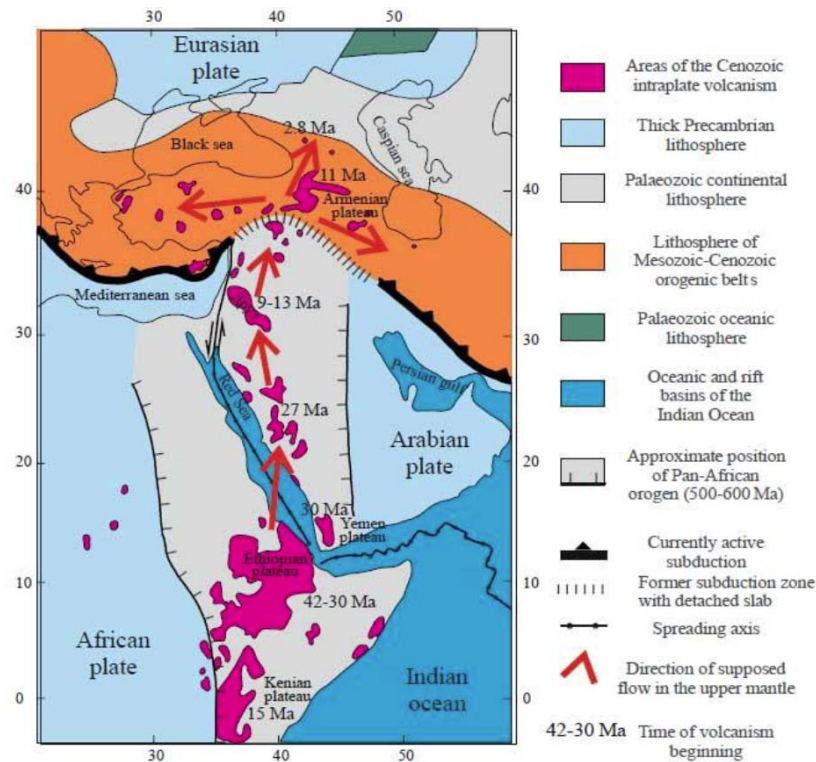 30
40
50
Eurasian
plate
2.8 Ma
Black sea
Caspian sea
11 Ma
40
40
Armenian
plateau
Mediterranean sea
9-13 Ma
30
30
Persian gulf
Red Sea
27 Ma
Arabian
plate
20
20
30 Ma
Yemen
plateau
Ethiopian
plateau
10
10
42-30 Ma
African
plate
Indian
ocean
Kenian
plateau
0
0
15 Ma
30
40
50
Areas of the Cenozoic
intraplate volcanism
Thick Precambrian
lithosphere
Palaeozoic continental
lithosphere
Lithosphere of
Mesozoic-Cenozoic
orogenic belts
Palaeozoic oceanic
lithosphere
Oceanic and rift
basins of the
Indian Ocean
Approximate position
of Pan-African
orogen (500-600 Ma)
Currently active
subduction
Former subduction zone
with detached slab
Spreading axis
Direction of supposed
flow in the upper mantle
42-30 Ma
Time of volcanism
beginning